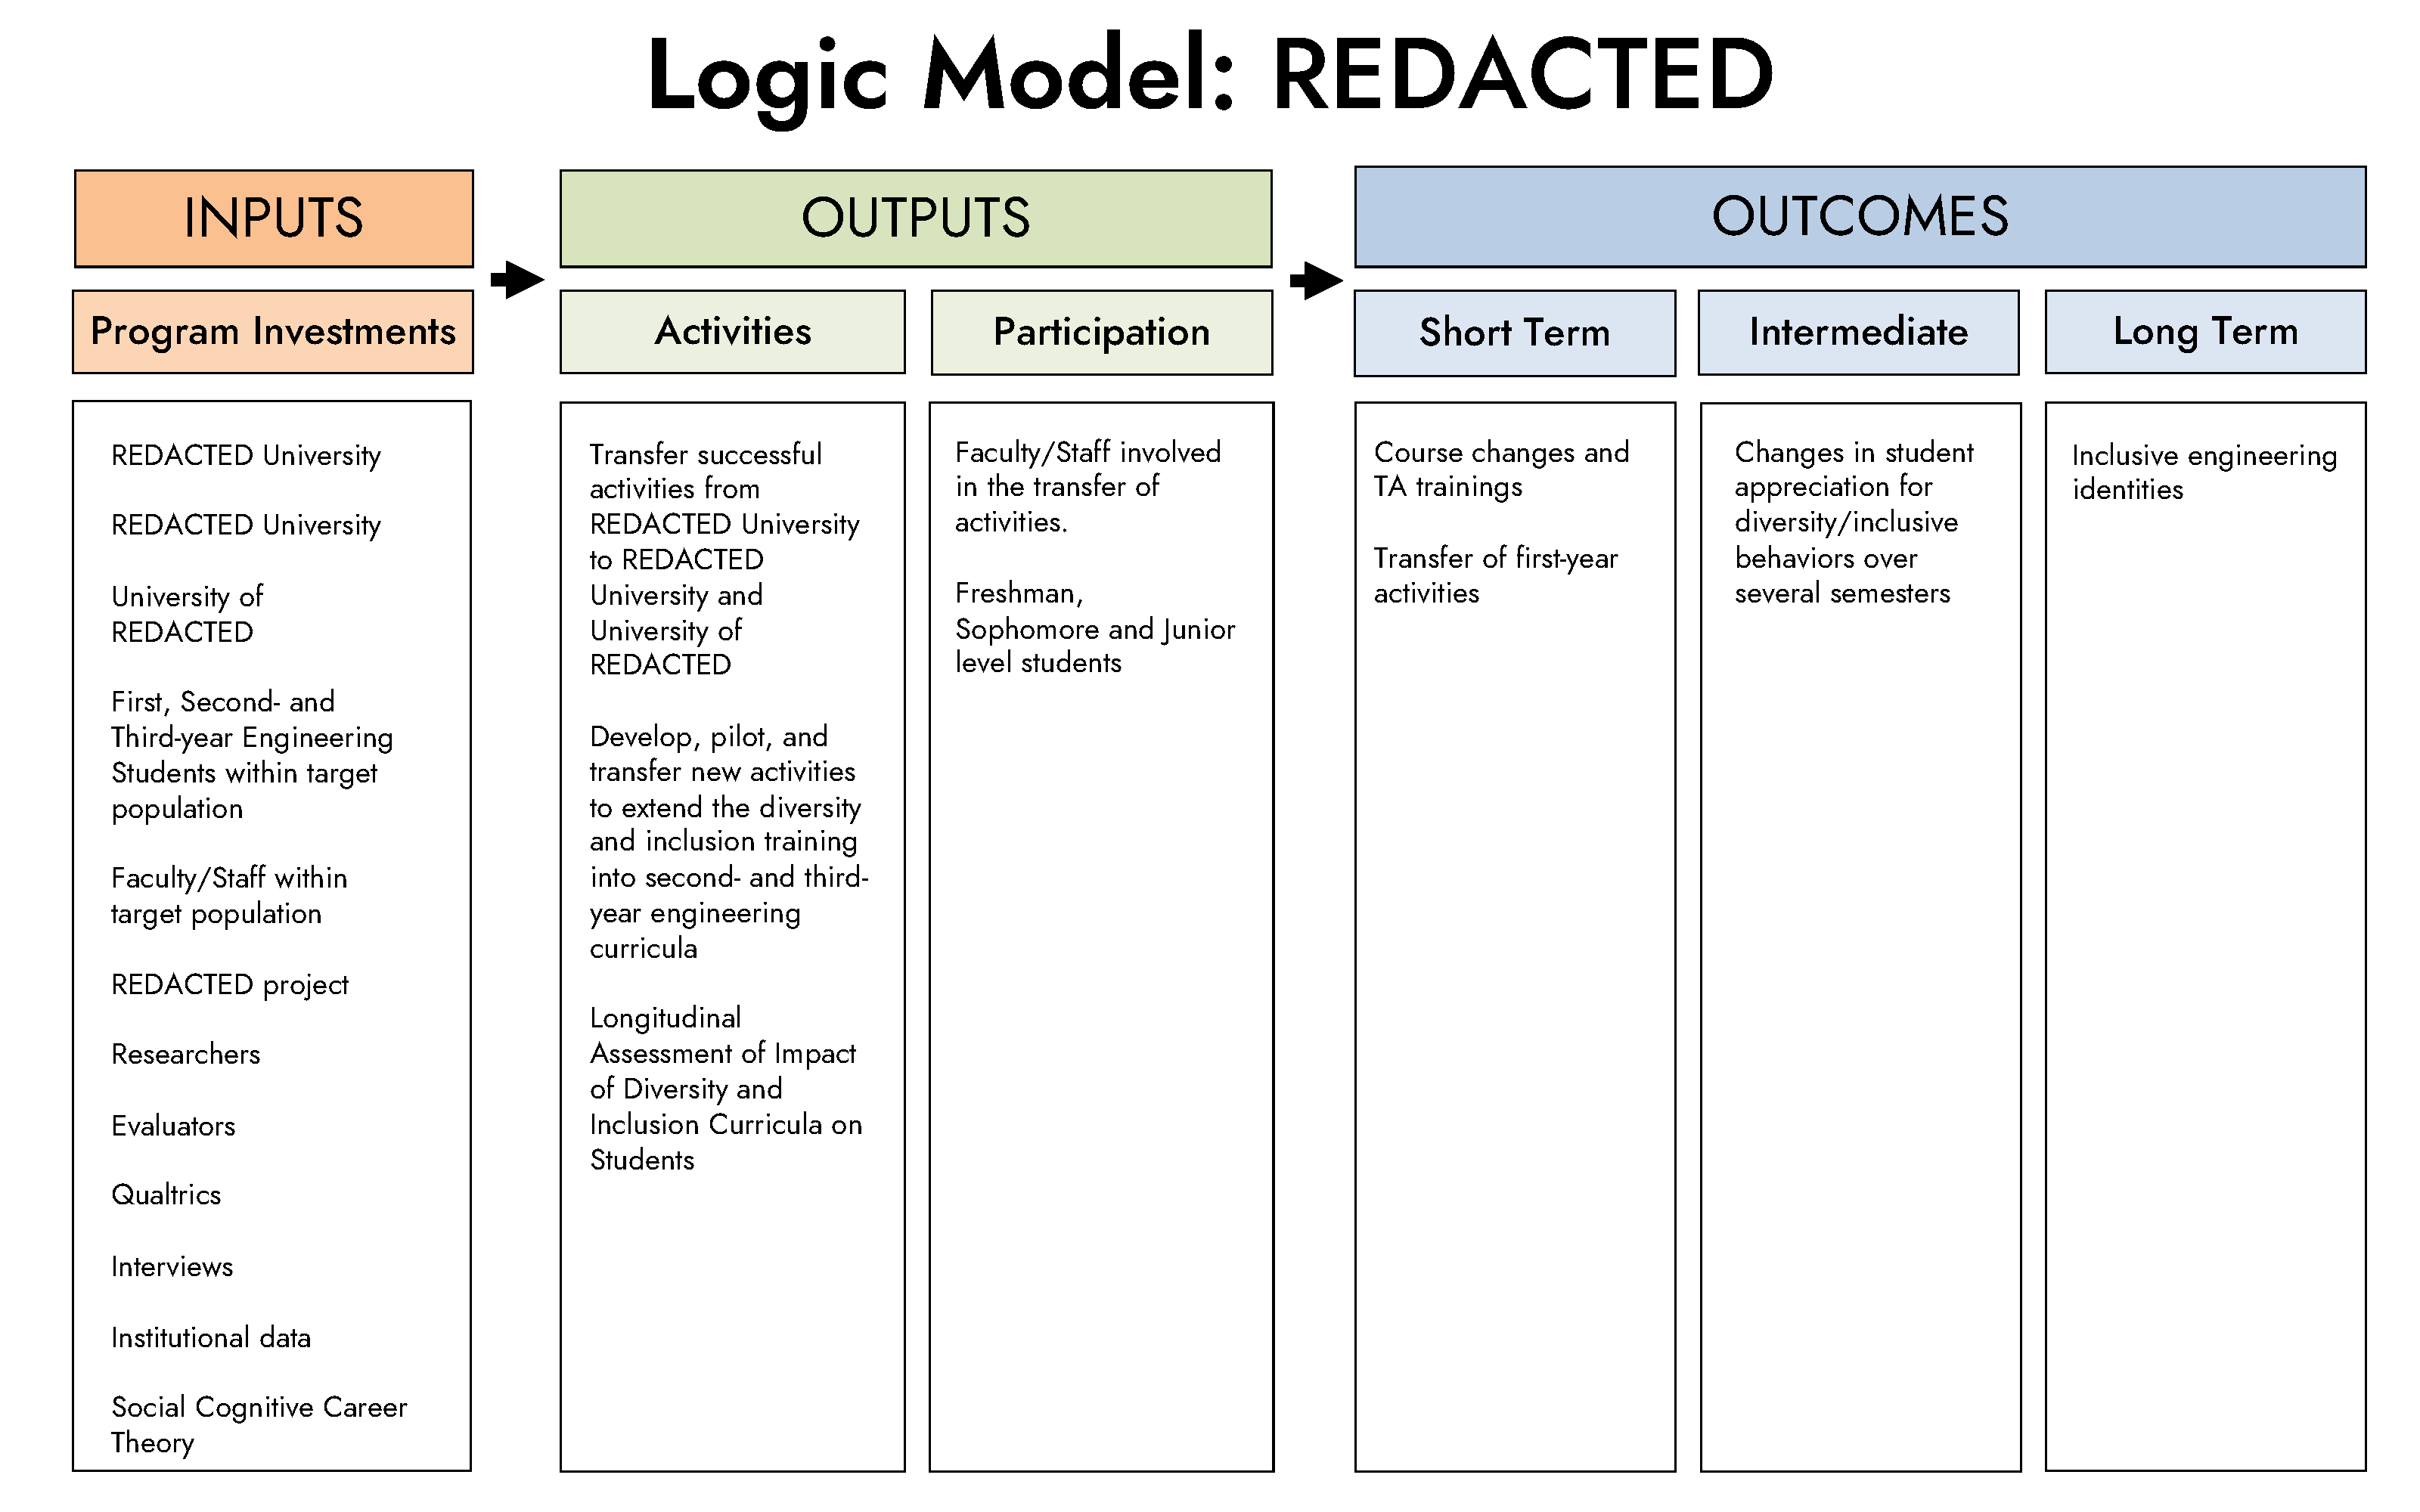 Logic Model: REDACTED
INPUTS
Program Investments
REDACTED University
REDACTED University
University of
REDACTED
First, Second- and
Third-year Engineering
Students within target
population
Faculty/Staff within
target population
REDACTED project
Researchers
Evaluators
Qualtrics
Interviews
Institutional data
Social Cognitive Career
Theory
OUTPUTS
Activities
Transfer successful
activities from
REDACTED University
to REDACTED
University and
University of
REDACTED
Develop, pilot, and
transfer new activities
to extend the diversity
and inclusion training
into second- and third-
year engineering
curricula
Longitudinal
Assessment of Impact
of Diversity and
Inclusion Curricula on
Students
Participation
Faculty/Staff involved
in the transfer of
activities.
Freshman,
Sophomore and Junior
level students
OUTCOMES
Short Term
Course changes and
TA trainings
Transfer of first-year
activities
Intermediate
Changes in student
appreciation for
diversity/inclusive
behaviors over
several semesters
Long Term
Inclusive engineering
identities